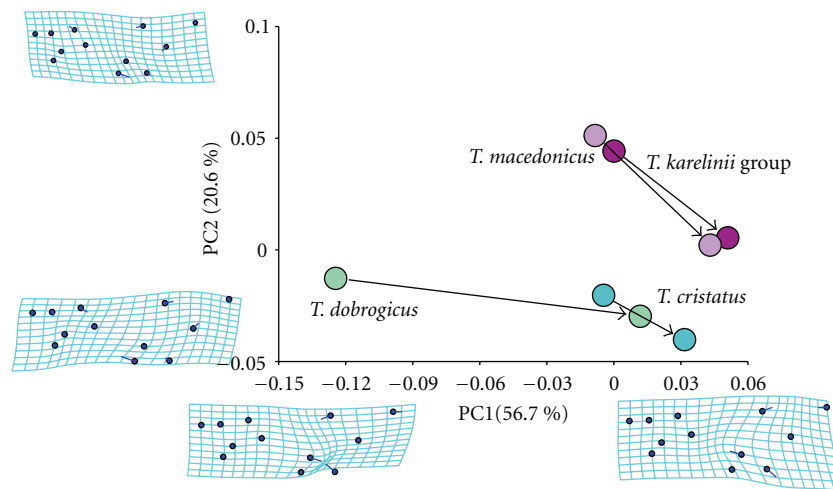 0.1
0.05
0
−0.05
PC2 (20.6 %)
T. macedonicus
T. karelinii group
T. dobrogicus
T. cristatus
−0.15 −0.12 −0.09 −0.06 −0.03 0 0.03 0.06
PC1(56.7 %)